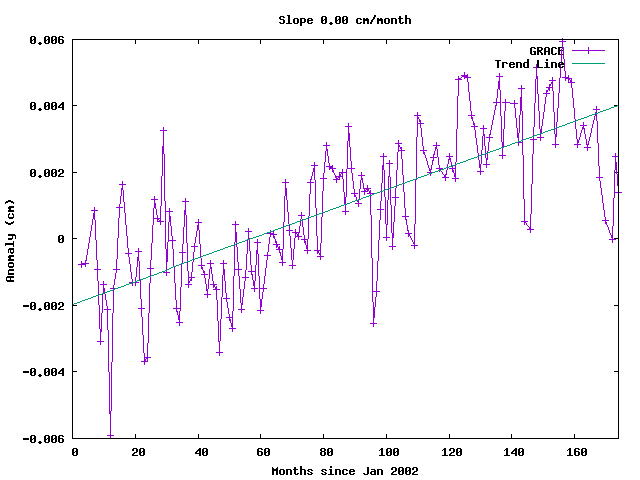 Slope 0.00 cm/month
GRACE
Trend Line
0.006
0.004
0.002
0
-0.002
-0.004
-0.006
Anomaly (cm)
0 20 40 60 80 100 120 140 160
Months since Jan 2002